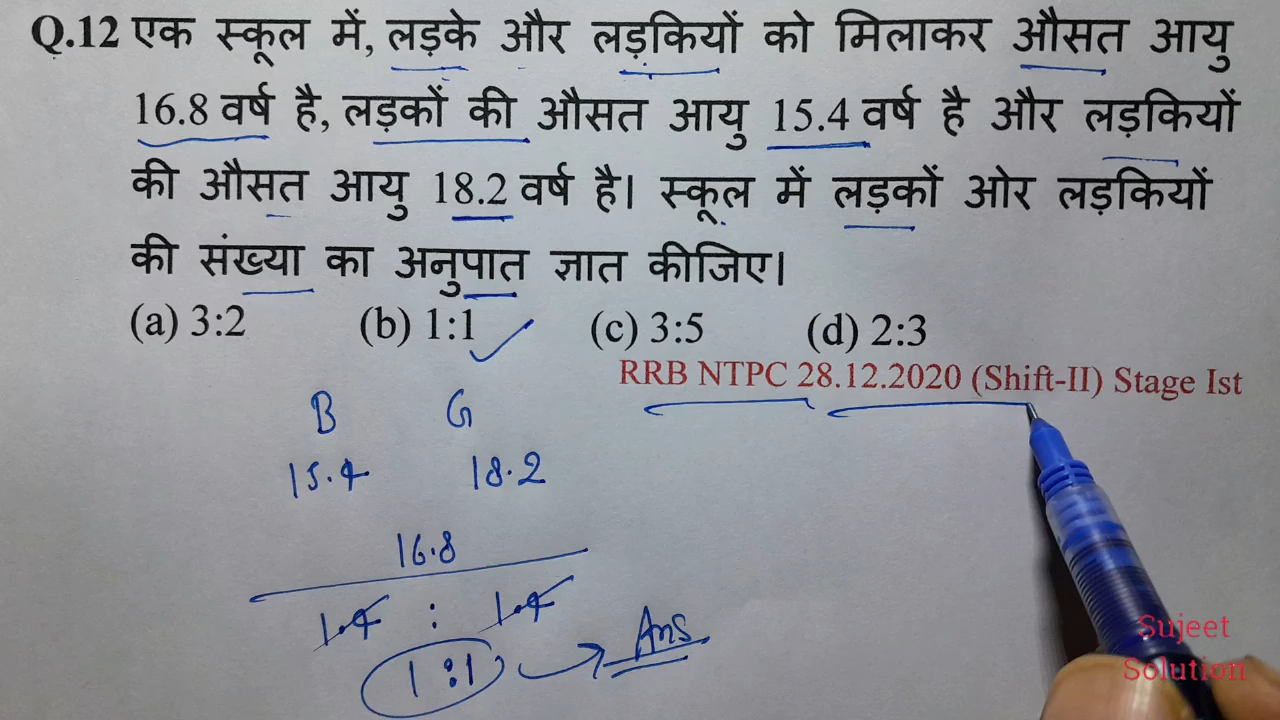 Q.12 एक स्कूल में, लड़के और लड़कियों को मिलाकर औसत आयु
16.8 वर्ष है, लड़कों की औसत आयु 15.4 वर्ष है और लड़कियों
की औसत आयु 18.2 वर्ष है। स्कूल में लड़कों ओर लड़कियों
की संख्या का अनुपात ज्ञात कीजिए।
(a) 3:2 (b) 1:1 (c) 3:5 (d) 2:3
RRB NTPC 28.12.2020 (Shift-II) Stage Ist
B G
15.4 18.2
16.8
1.4 : 1.4
1:1 Ans
Sujeet
Solution